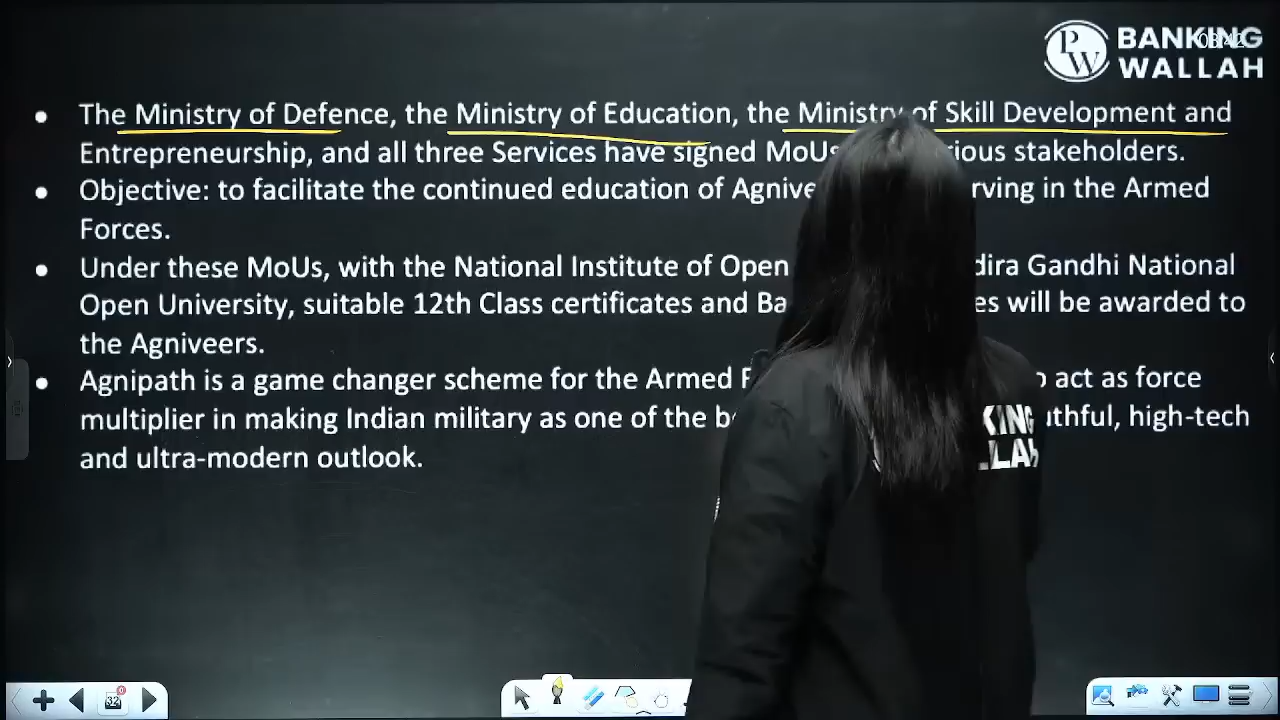 PW BANKING
WALLAH
• The Ministry of Defence, the Ministry of Education, the Ministry of Skill Development and
Entrepreneurship, and all three Services have signed MoUs stakeholders.
• Objective: to facilitate the continued education of in the Armed
Forces.
• Under these MoUs, with the National Institute of Open Gandhi National
Open University, suitable 12th Class certificates and will be awarded to
the Agniveers.
• Agnipath is a game changer scheme for the Armed act as force
multiplier in making Indian military as one of the high-tech
and ultra-modern outlook.
32